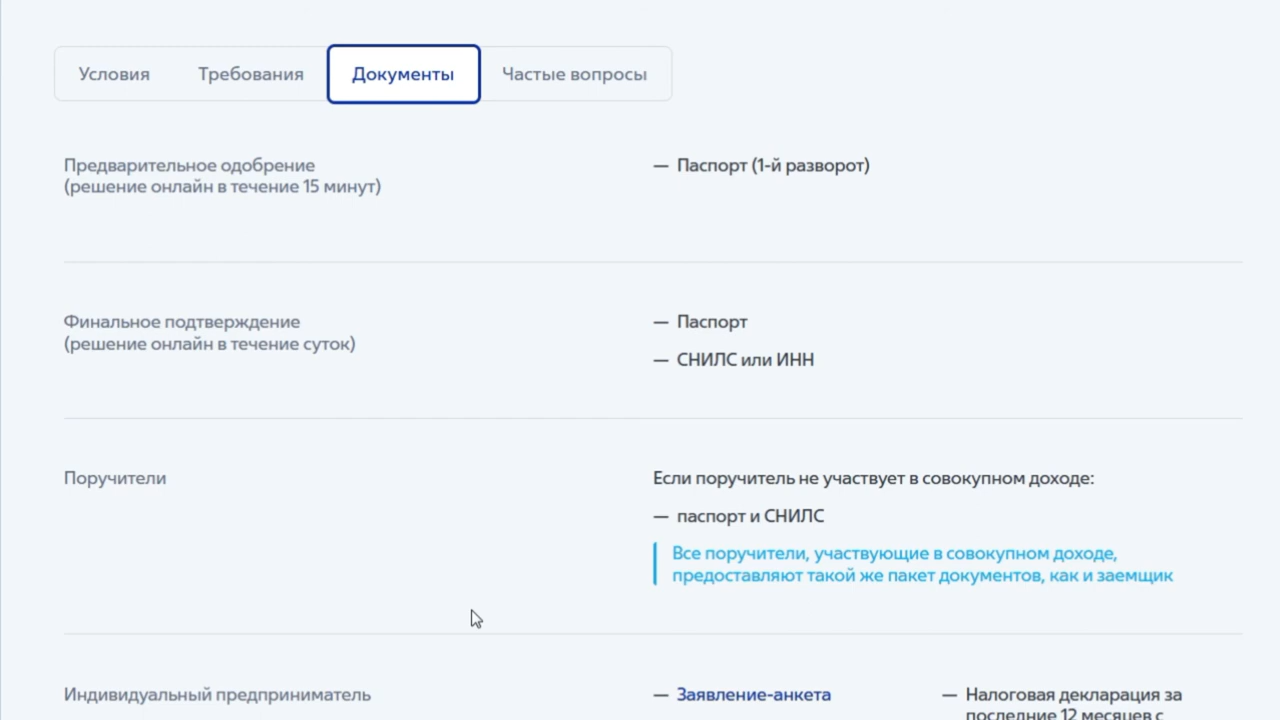 Условия Требования Документы Частые вопросы
Предварительное одобрение
(решение онлайн в течение 15 минут)
— Паспорт (1-й разворот)
Финальное подтверждение
(решение онлайн в течение суток)
— Паспорт
— СНИЛС или ИНН
Поручители
Если поручитель не участвует в совокупном доходе:
— паспорт и СНИЛС
Все поручители, участвующие в совокупном доходе,
предоставляют такой же пакет документов, как и заемщик
Индивидуальный предприниматель
— Заявление-анкета
— Налоговая декларация за
последние 12 месяцев с